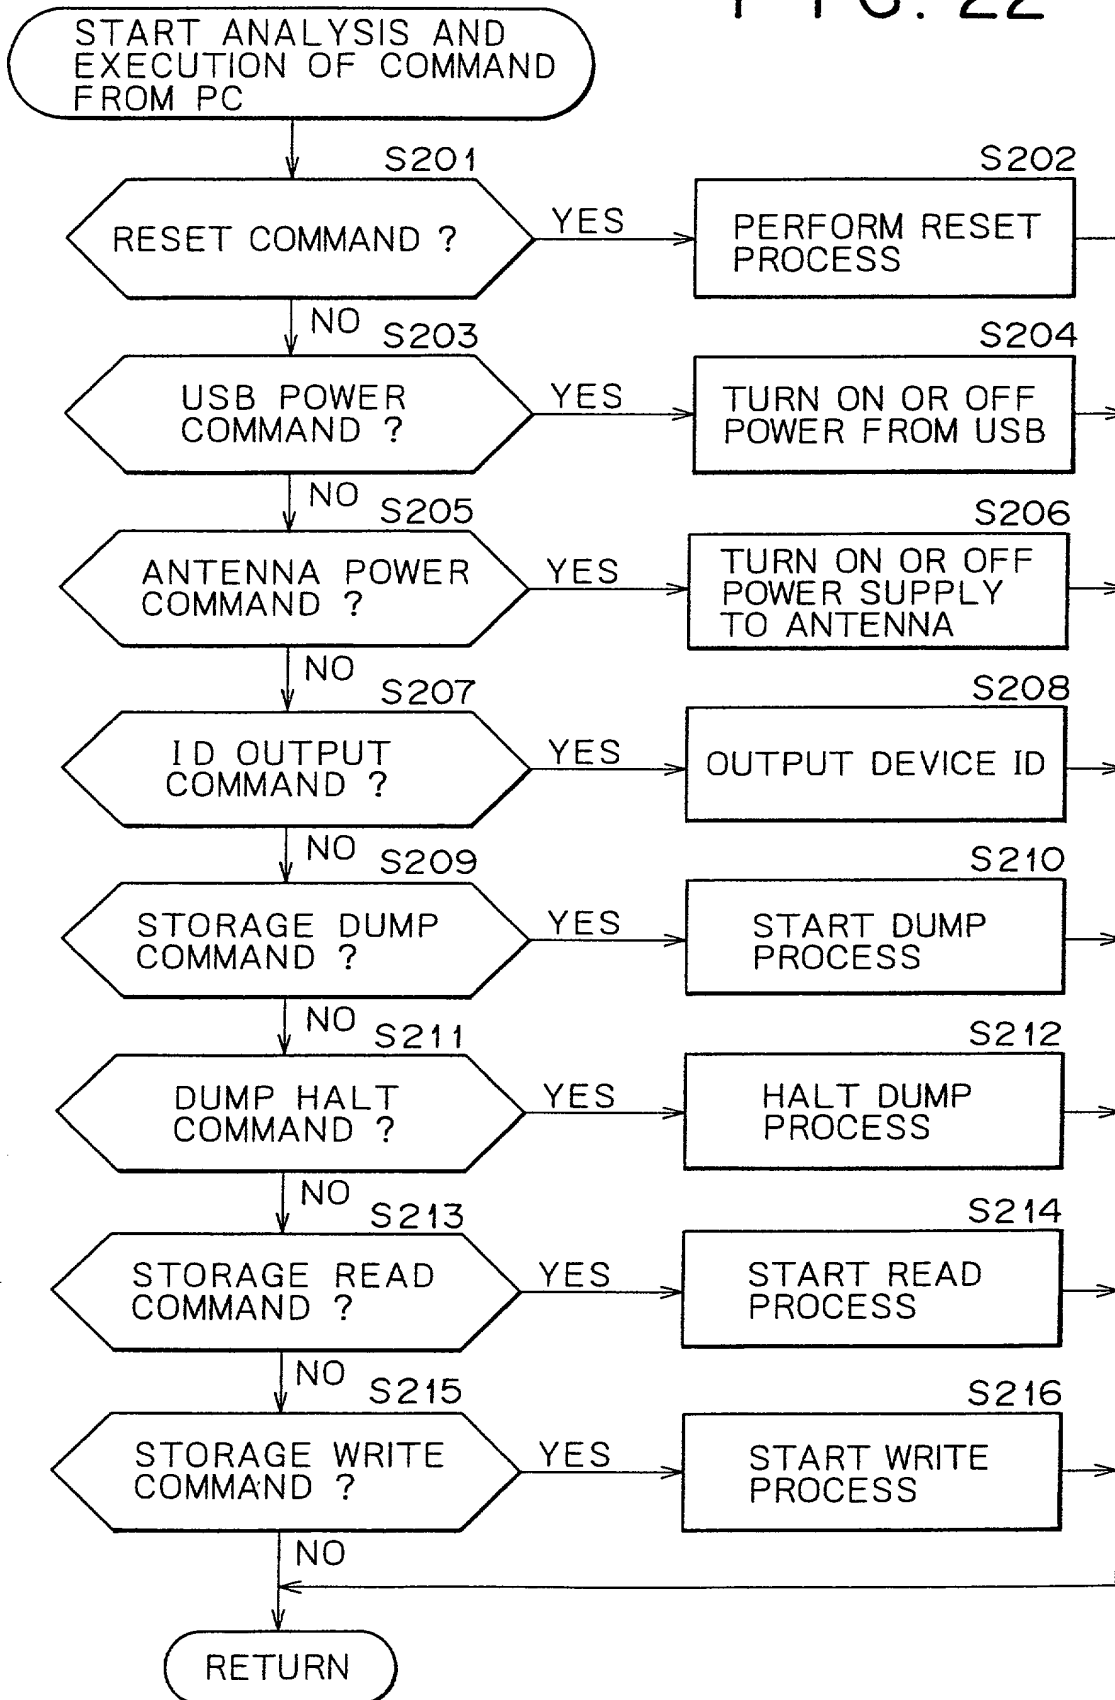 FIG. 22
START ANALYSIS AND
EXECUTION OF COMMAND
FROM PC
S201
RESET COMMAND ?
YES
S202
PERFORM RESET
PROCESS
NO
S203
USB POWER
COMMAND ?
YES
S204
TURN ON OR OFF
POWER FROM USB
NO
S205
ANTENNA POWER
COMMAND ?
YES
S206
TURN ON OR OFF
POWER SUPPLY
TO ANTENNA
NO
S207
ID OUTPUT
COMMAND ?
YES
S208
OUTPUT DEVICE ID
NO
S209
STORAGE DUMP
COMMAND ?
YES
S210
START DUMP
PROCESS
NO
S211
DUMP HALT
COMMAND ?
YES
S212
HALT DUMP
PROCESS
NO
S213
STORAGE READ
COMMAND ?
YES
S214
START READ
PROCESS
NO
S215
STORAGE WRITE
COMMAND ?
YES
S216
START WRITE
PROCESS
NO
RETURN